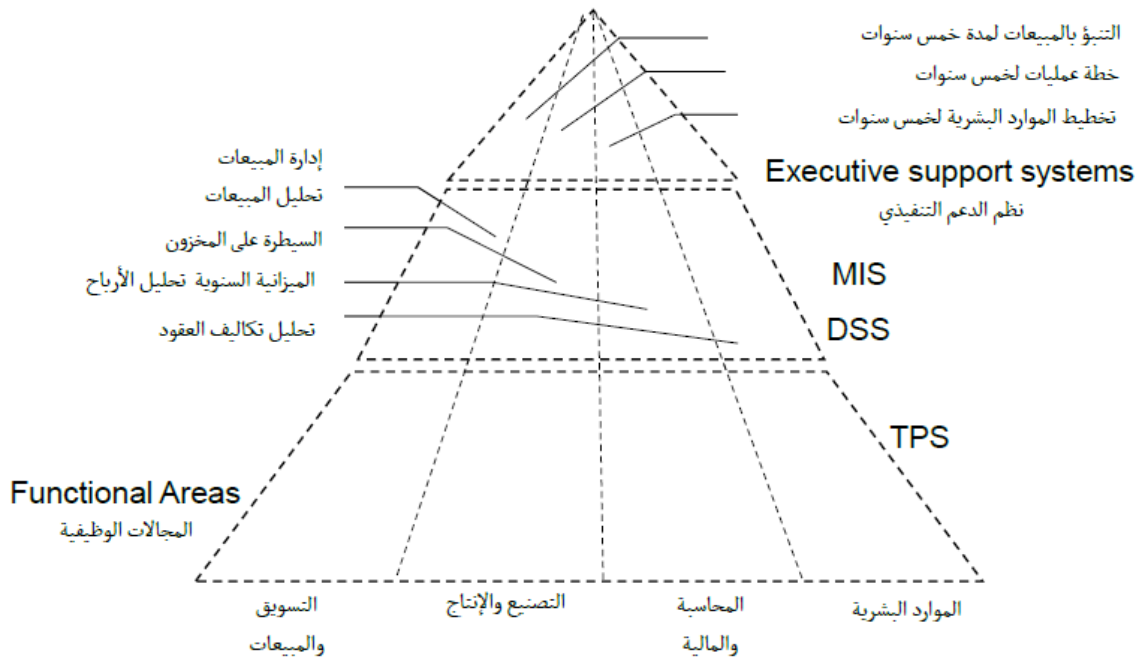 التنبؤ بالمبيعات لمدة خمس سنوات
خطة عمليات لخمس سنوات
تخطيط الموارد البشرية لخمس سنوات
Executive support systems
نظم الدعم التنفيذي
إدارة المبيعات
تحليل المبيعات
السيطرة على المخزون
الميزانية السنوية تحليل الأرباح
تحليل تكاليف العقود
MIS
DSS
TPS
Functional Areas
المجالات الوظيفية
الموارد البشرية
المحاسبة
والمالية
التصنيع والإنتاج
التسويق
والمبيعات